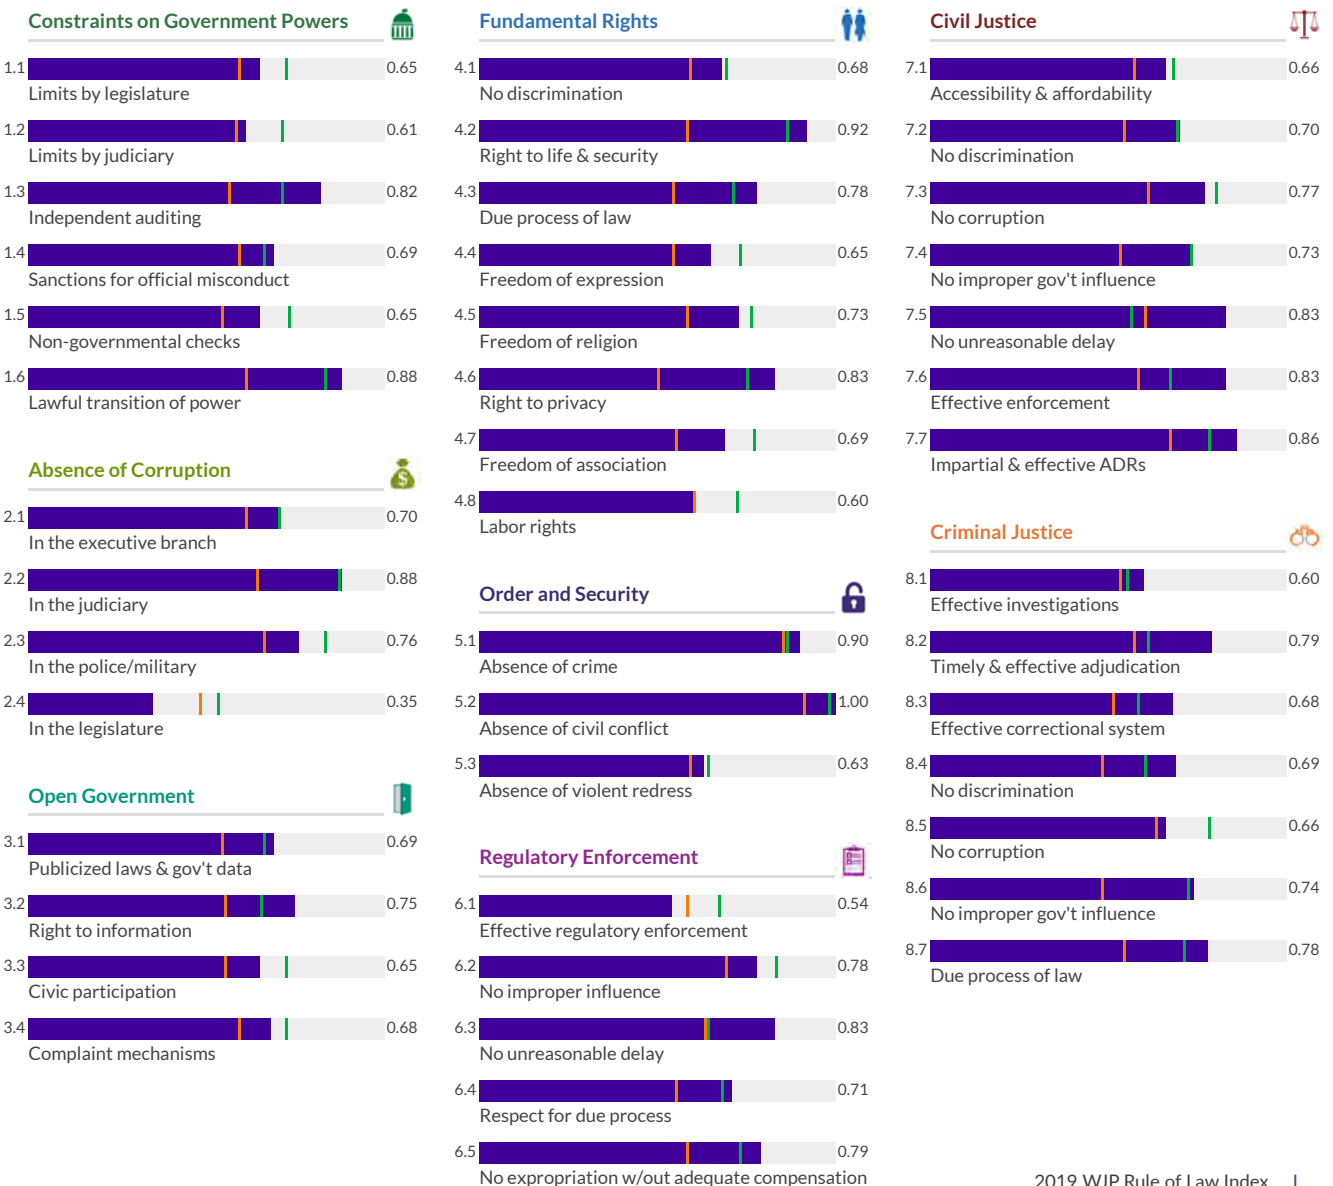 Constraints on Government Powers
1.1 0.65
Limits by legislature
1.2 0.61
Limits by judiciary
1.3 0.82
Independent auditing
1.4 0.69
Sanctions for official misconduct
1.5 0.65
Non-governmental checks
1.6 0.88
Lawful transition of power
Absence of Corruption
2.1 0.70
In the executive branch
2.2 0.88
In the judiciary
2.3 0.76
In the police/military
2.4 0.35
In the legislature
Open Government
3.1 0.69
Publicized laws & gov't data
3.2 0.75
Right to information
3.3 0.65
Civic participation
3.4 0.68
Complaint mechanisms
Fundamental Rights
4.1 0.68
No discrimination
4.2 0.92
Right to life & security
4.3 0.78
Due process of law
4.4 0.65
Freedom of expression
4.5 0.73
Freedom of religion
4.6 0.83
Right to privacy
4.7 0.69
Freedom of association
4.8 0.60
Labor rights
Order and Security
5.1 0.90
Absence of crime
5.2 1.00
Absence of civil conflict
5.3 0.63
Absence of violent redress
Regulatory Enforcement
6.1 0.54
Effective regulatory enforcement
6.2 0.78
No improper influence
6.3 0.83
No unreasonable delay
6.4 0.71
Respect for due process
6.5 0.79
No expropriation w/out adequate compensation
Civil Justice
7.1 0.66
Accessibility & affordability
7.2 0.70
No discrimination
7.3 0.77
No corruption
7.4 0.73
No improper gov't influence
7.5 0.83
No unreasonable delay
7.6 0.83
Effective enforcement
7.7 0.86
Impartial & effective ADRs
Criminal Justice
8.1 0.60
Effective investigations
8.2 0.79
Timely & effective adjudication
8.3 0.68
Effective correctional system
8.4 0.69
No discrimination
8.5 0.66
No corruption
8.6 0.74
No improper gov't influence
8.7 0.78
Due process of law
2019 WJP Rule of Law Index |